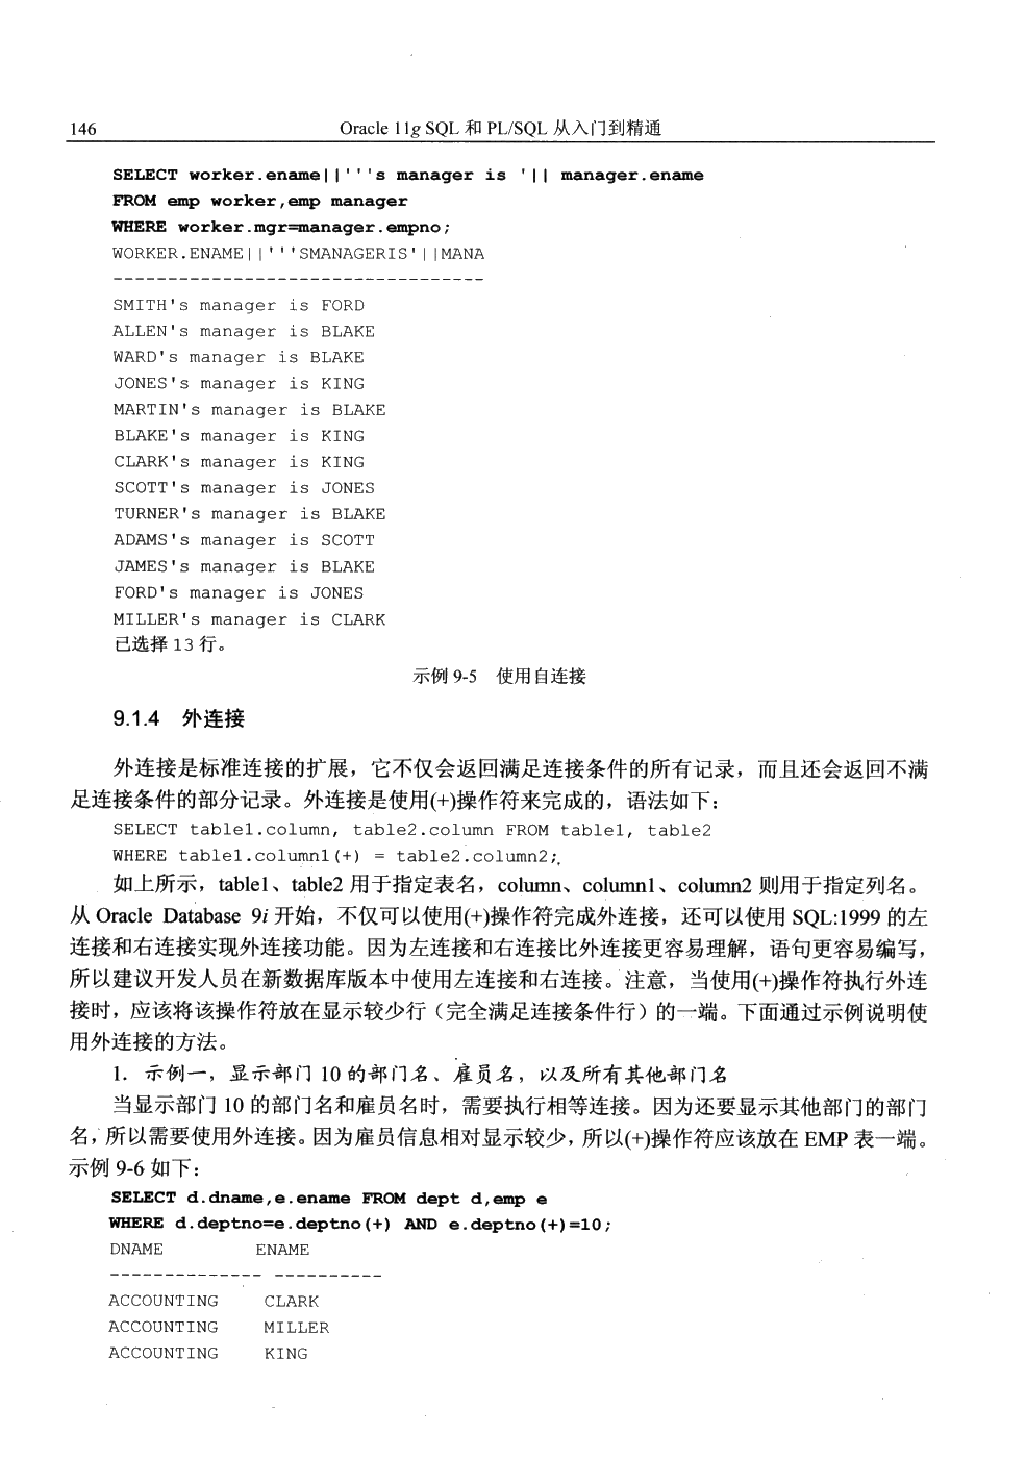 146
Oracle 11g SQL 和 PL/SQL 从入门到精通
SELECT worker.ename||'''s manager is '|| manager.ename
FROM emp worker,emp manager
WHERE worker.mgr=manager.empno;
WORKER.ENAME||'''SMANAGERIS'||MANA
----------------------------------
SMITH's manager is FORD
ALLEN's manager is BLAKE
WARD's manager is BLAKE
JONES's manager is KING
MARTIN's manager is BLAKE
BLAKE's manager is KING
CLARK's manager is KING
SCOTT's manager is JONES
TURNER's manager is BLAKE
ADAMS's manager is SCOTT
JAMES's manager is BLAKE
FORD's manager is JONES
MILLER's manager is CLARK
已选择 13 行。
示例 9-5 使用自连接
9.1.4 外连接
外连接是标准连接的扩展，它不仅会返回满足连接条件的所有记录，而且还会返回不满
足连接条件的部分记录。外连接是使用(+)操作符来完成的，语法如下：
SELECT table1.column, table2.column FROM table1, table2
WHERE table1.column1(+) = table2.column2;
如上所示，table1、table2 用于指定表名，column、column1、column2 则用于指定列名。
从 Oracle Database 9i 开始，不仅可以使用(+)操作符完成外连接，还可以使用 SQL:1999 的左
连接和右连接实现外连接功能。因为左连接和右连接比外连接更容易理解，语句更容易编写，
所以建议开发人员在新数据库版本中使用左连接和右连接。注意，当使用(+)操作符执行外连
接时，应该将该操作符放在显示较少行（完全满足连接条件行）的一端。下面通过示例说明使
用外连接的方法。
1. 示例一，显示部门 10 的部门名、雇员名，以及所有其他部门名
当显示部门 10 的部门名和雇员名时，需要执行相等连接。因为还要显示其他部门的部门
名，所以需要使用外连接。因为雇员信息相对显示较少，所以(+)操作符应该放在 EMP 表一端。
示例 9-6 如下：
SELECT d.dname,e.ename FROM dept d,emp e
WHERE d.deptno=e.deptno(+) AND e.deptno(+)=10;
DNAME ENAME
-------------- ----------
ACCOUNTING CLARK
ACCOUNTING MILLER
ACCOUNTING KING